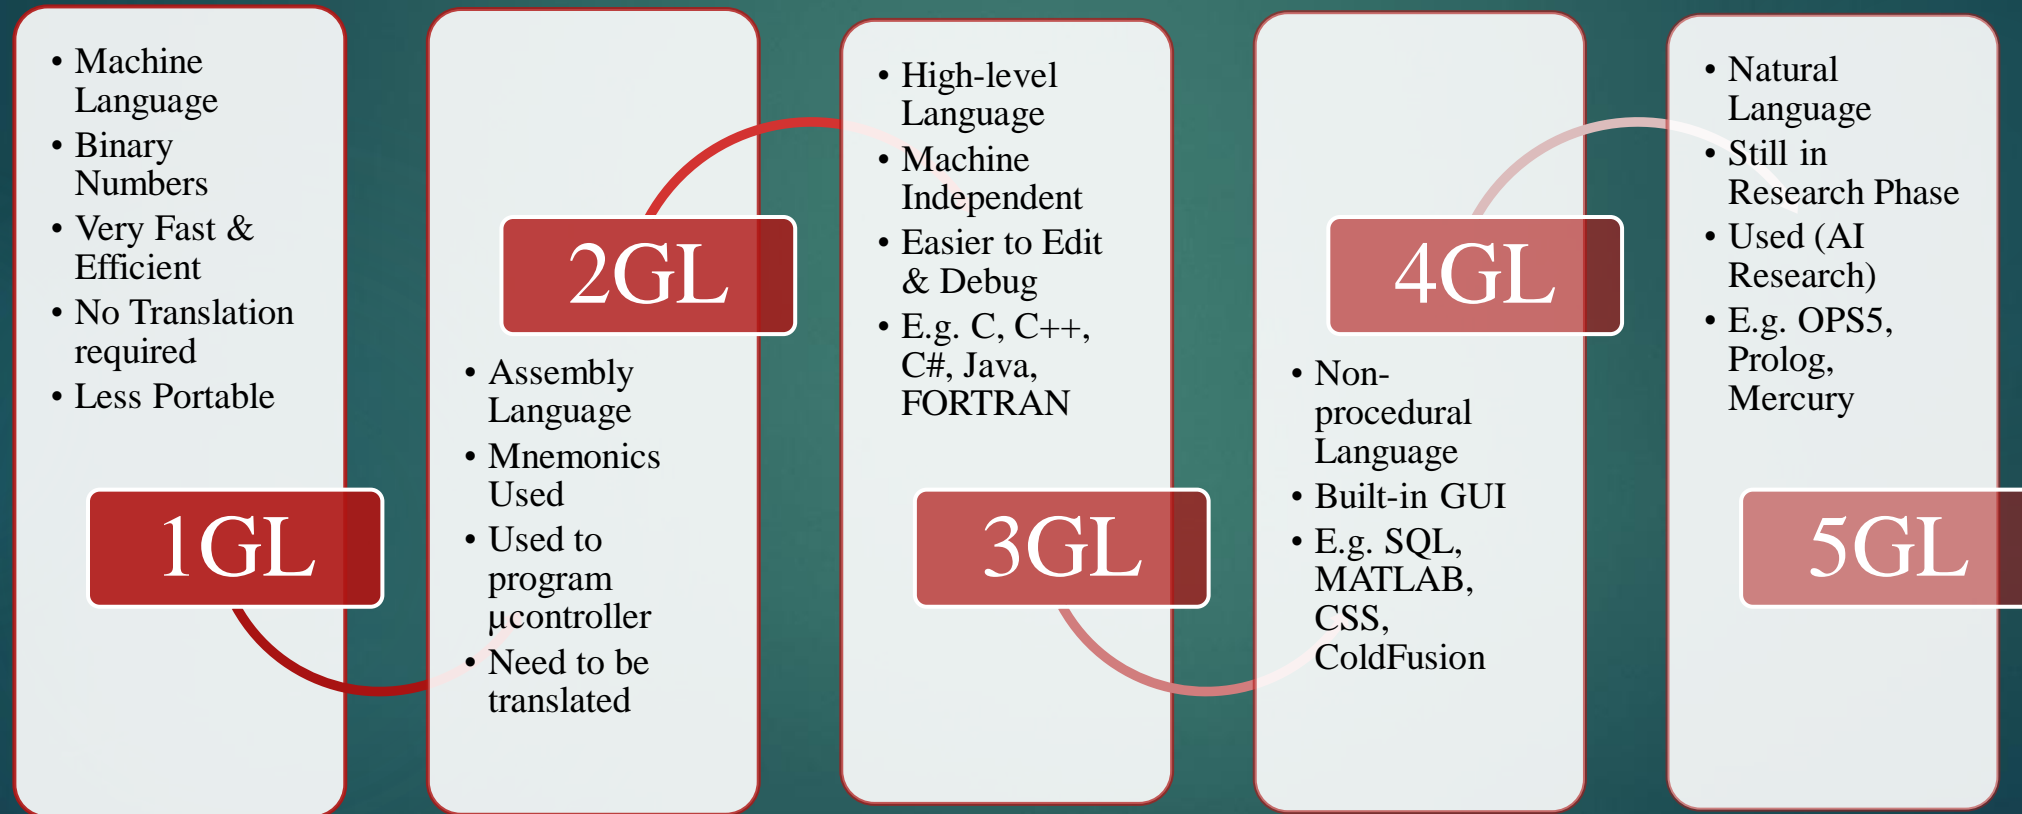 • Machine
Language
• Binary
Numbers
• Very Fast &
Efficient
• No Translation
required
• Less Portable
1GL
2GL
• Assembly
Language
• Mnemonics
Used
• Used to
program
µcontroller
• Need to be
translated
• High-level
Language
• Machine
Independent
• Easier to Edit
& Debug
• E.g. C, C++,
C#, Java,
FORTRAN
3GL
4GL
• Non-
procedural
Language
• Built-in GUI
• E.g. SQL,
MATLAB,
CSS,
ColdFusion
• Natural
Language
• Still in
Research Phase
• Used (AI
Research)
• E.g. OPS5,
Prolog,
Mercury
5GL